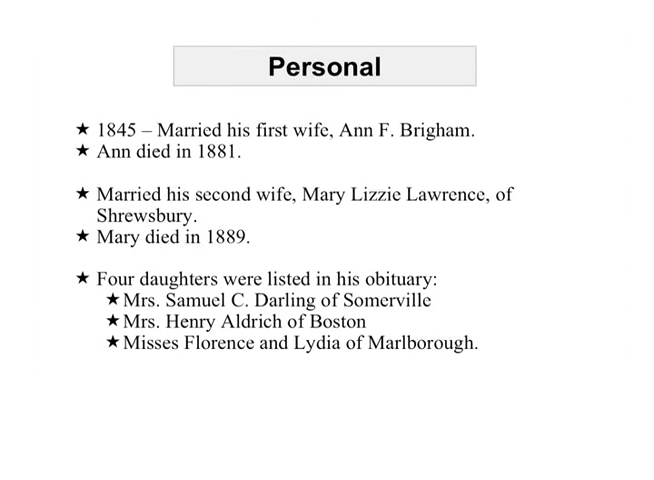 Personal
★ 1845 – Married his first wife, Ann F. Brigham.
★ Ann died in 1881.
★ Married his second wife, Mary Lizzie Lawrence, of
Shrewsbury.
★ Mary died in 1889.
★ Four daughters were listed in his obituary:
★ Mrs. Samuel C. Darling of Somerville
★ Mrs. Henry Aldrich of Boston
★ Misses Florence and Lydia of Marlborough.